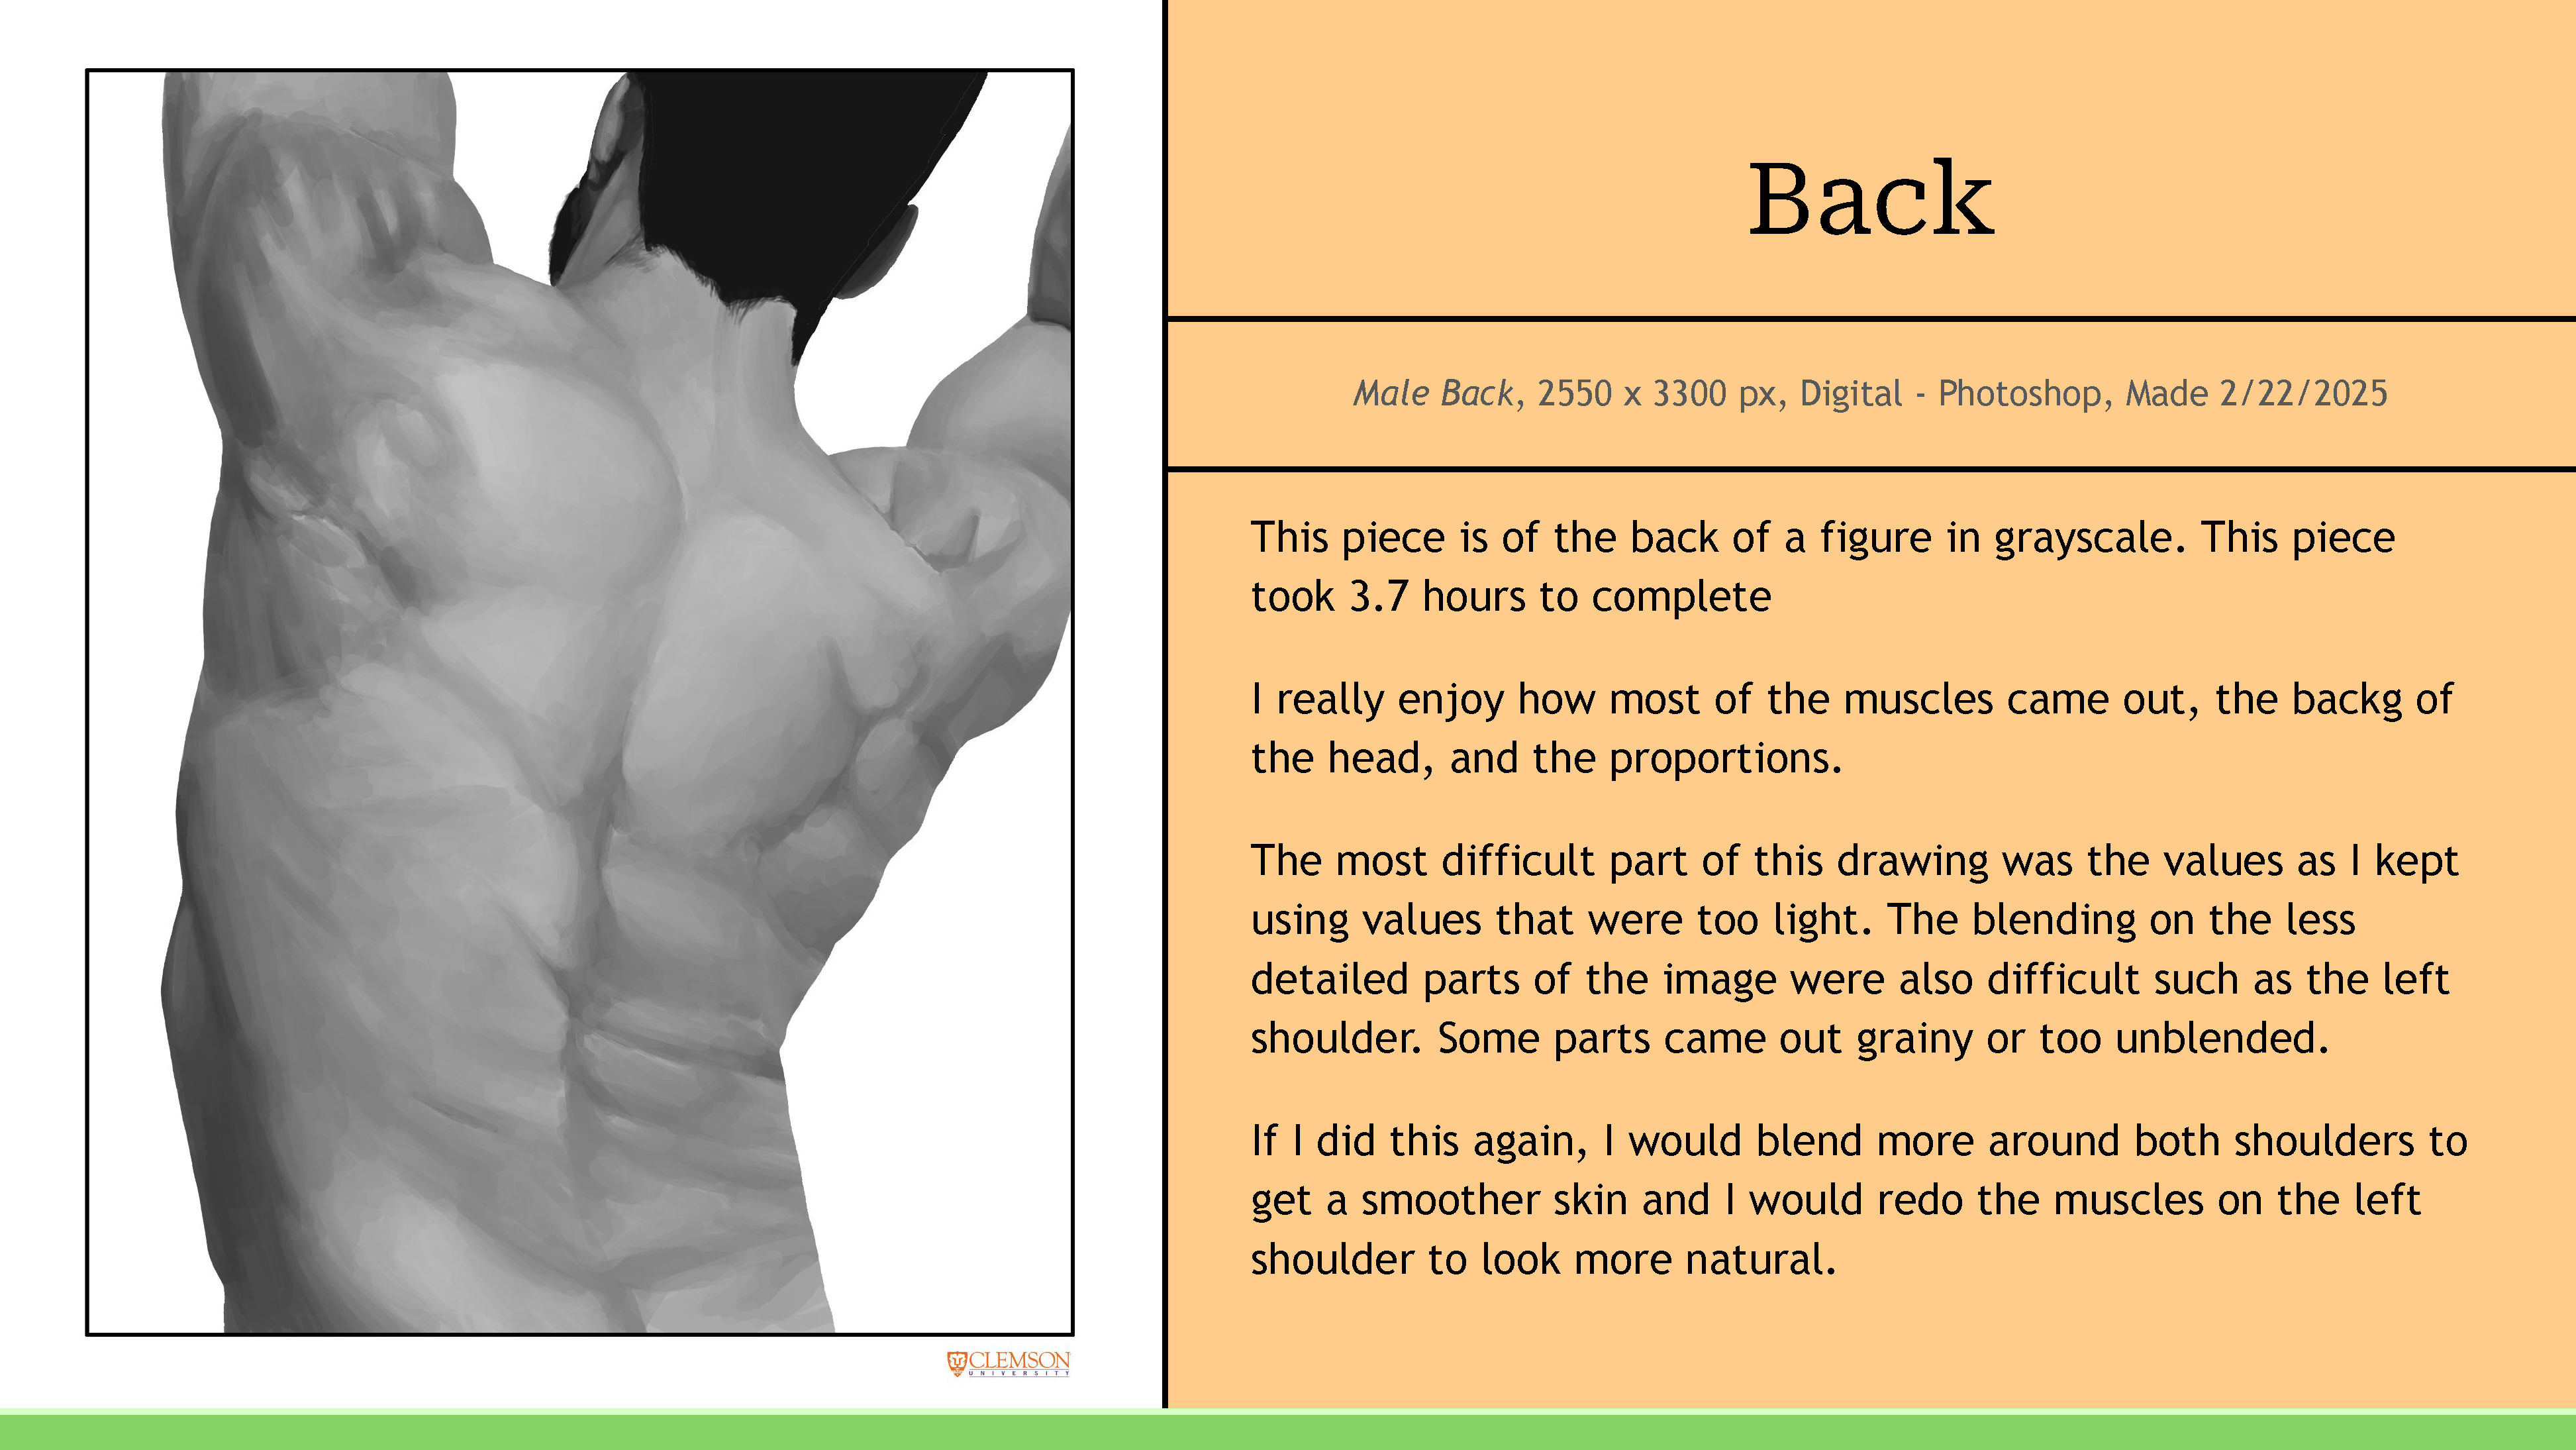 Back
Male Back, 2550 x 3300 px, Digital - Photoshop, Made 2/22/2025
This piece is of the back of a figure in grayscale. This piece
took 3.7 hours to complete
I really enjoy how most of the muscles came out, the backg of
the head, and the proportions.
The most difficult part of this drawing was the values as I kept
using values that were too light. The blending on the less
detailed parts of the image were also difficult such as the left
shoulder. Some parts came out grainy or too unblended.
If I did this again, I would blend more around both shoulders to
get a smoother skin and I would redo the muscles on the left
shoulder to look more natural.
CLEMSON
UNIVERSITY